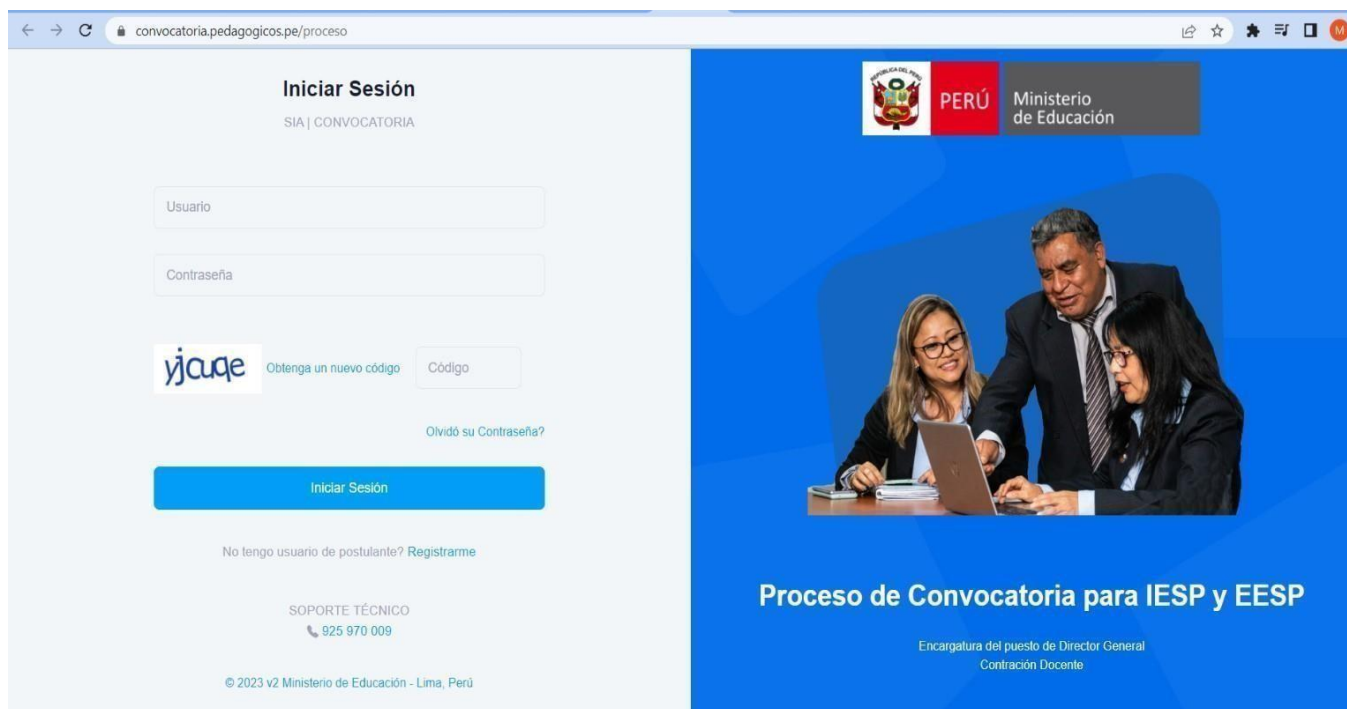 convocatoria.pedagogicos.pe/proceso
M
Iniciar Sesión
SIA | CONVOCATORIA
Usuario
Contraseña
yjcuqe
Obtenga un nuevo código
Código
Olvidó su Contraseña?
Iniciar Sesión
No tengo usuario de postulante? Registrarme
SOPORTE TÉCNICO
925 970 009
© 2023 v2 Ministerio de Educación - Lima, Perú
REPÚBLICA DEL PERÚ
PERÚ
Ministerio
de Educación
Proceso de Convocatoria para IESP y EESP
Encargatura del puesto de Director General
Contración Docente